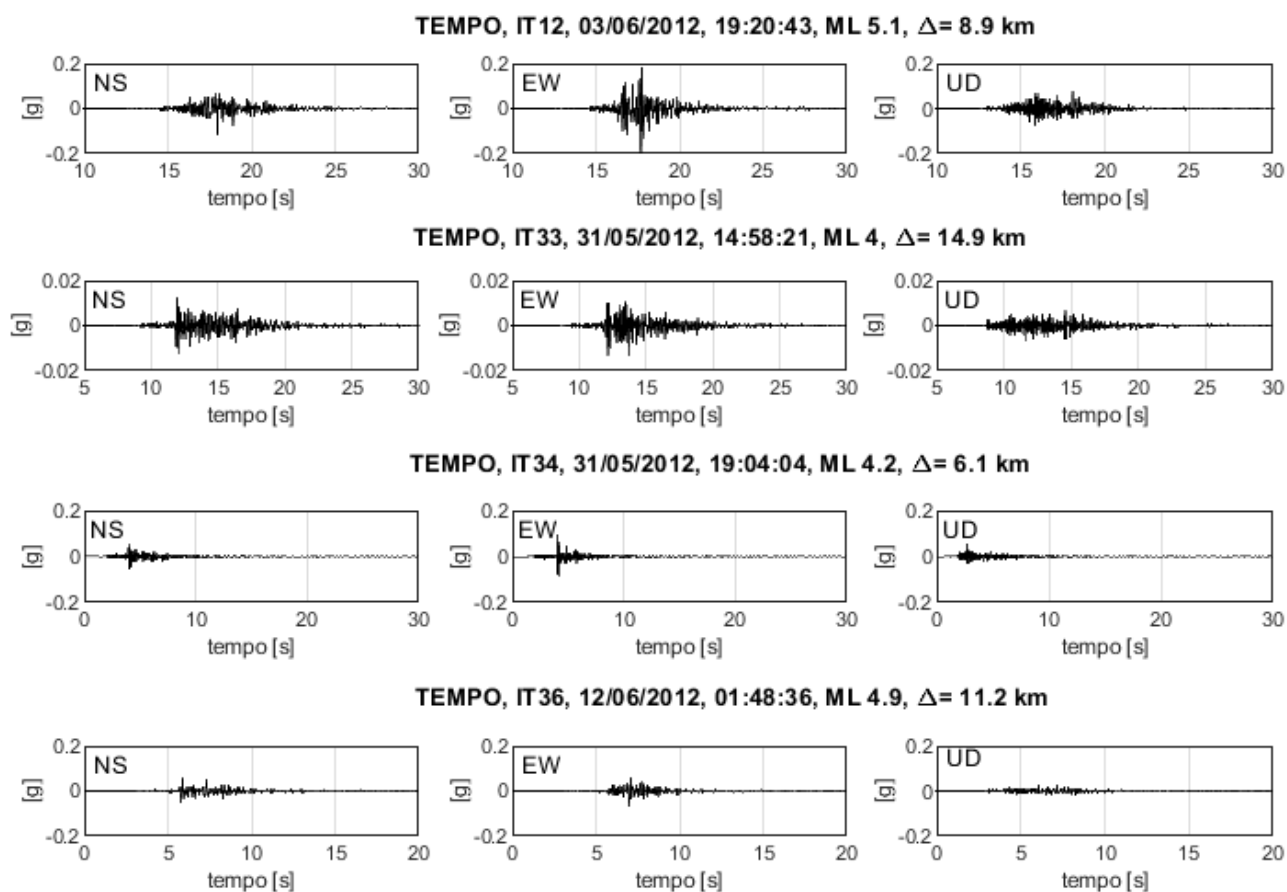 TEMPO, IT12, 03/06/2012, 19:20:43, ML 5.1, Δ= 8.9 km
0.2 NS 0.2 EW 0.2 UD
[g] 0 [g] 0 [g] 0
-0.2 -0.2 -0.2
10 15 20 25 30 10 15 20 25 30 10 15 20 25 30
tempo [s] tempo [s] tempo [s]
TEMPO, IT33, 31/05/2012, 14:58:21, ML 4, Δ= 14.9 km
0.02 NS 0.02 EW 0.02 UD
[g] 0 [g] 0 [g] 0
-0.02 -0.02 -0.02
5 10 15 20 25 30 5 10 15 20 25 30 5 10 15 20 25 30
tempo [s] tempo [s] tempo [s]
TEMPO, IT34, 31/05/2012, 19:04:04, ML 4.2, Δ= 6.1 km
0.2 NS 0.2 EW 0.2 UD
[g] 0 [g] 0 [g] 0
-0.2 -0.2 -0.2
0 10 20 30 0 10 20 30 0 10 20 30
tempo [s] tempo [s] tempo [s]
TEMPO, IT36, 12/06/2012, 01:48:36, ML 4.9, Δ= 11.2 km
0.2 NS 0.2 EW 0.2 UD
[g] 0 [g] 0 [g] 0
-0.2 -0.2 -0.2
0 5 10 15 20 0 5 10 15 20 0 5 10 15 20
tempo [s] tempo [s] tempo [s]